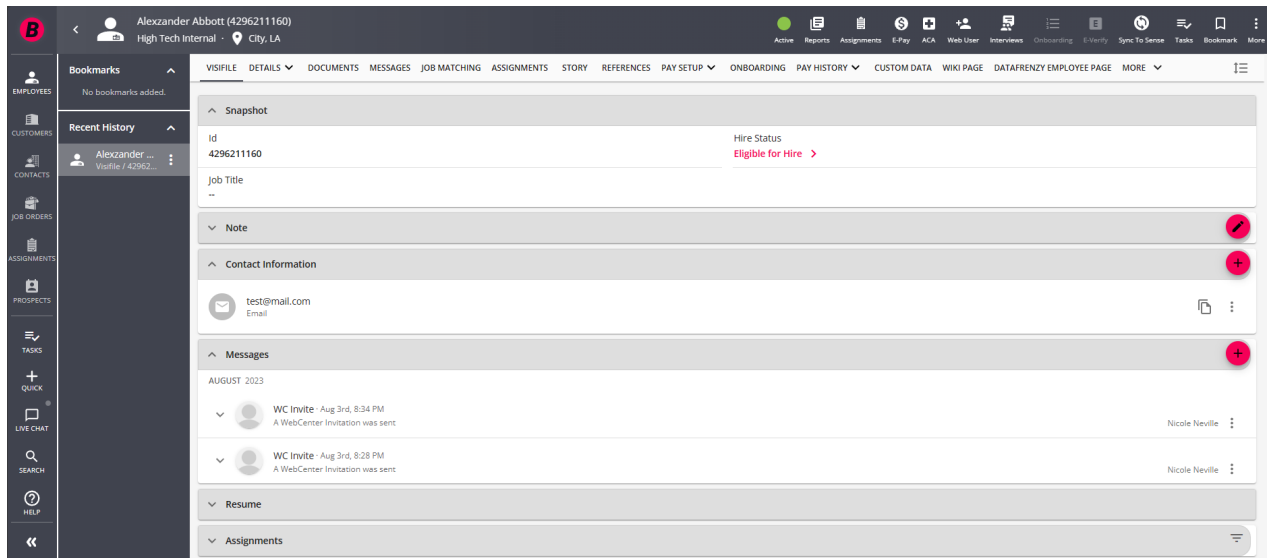 B
Alexzander Abbott (4296211160)
High Tech Internal · City, LA
Active
Reports
Assignments
E-Pay
ACA
Web User
Interviews
Onboarding
E
E-Verify
Sync To Sense
Tasks
Bookmark
More
EMPLOYEES
CUSTOMERS
CONTACTS
JOB ORDERS
ASSIGNMENTS
PROSPECTS
TASKS
QUICK
LIVE CHAT
SEARCH
HELP
Bookmarks
No bookmarks added.
Recent History
Alexzander ...
Visifile / 42962...
VISIFILE DETAILS DOCUMENTS MESSAGES JOB MATCHING ASSIGNMENTS STORY REFERENCES PAY SETUP ONBOARDING PAY HISTORY CUSTOM DATA WIKI PAGE DATAFRENZY EMPLOYEE PAGE MORE
Snapshot
Id
4296211160
Hire Status
Eligible for Hire
Job Title
--
Note
Contact Information
test@mail.com
Email
Messages
AUGUST 2023
WC Invite · Aug 3rd, 8:34 PM
A WebCenter Invitation was sent
Nicole Neville
WC Invite · Aug 3rd, 8:28 PM
A WebCenter Invitation was sent
Nicole Neville
Resume
Assignments